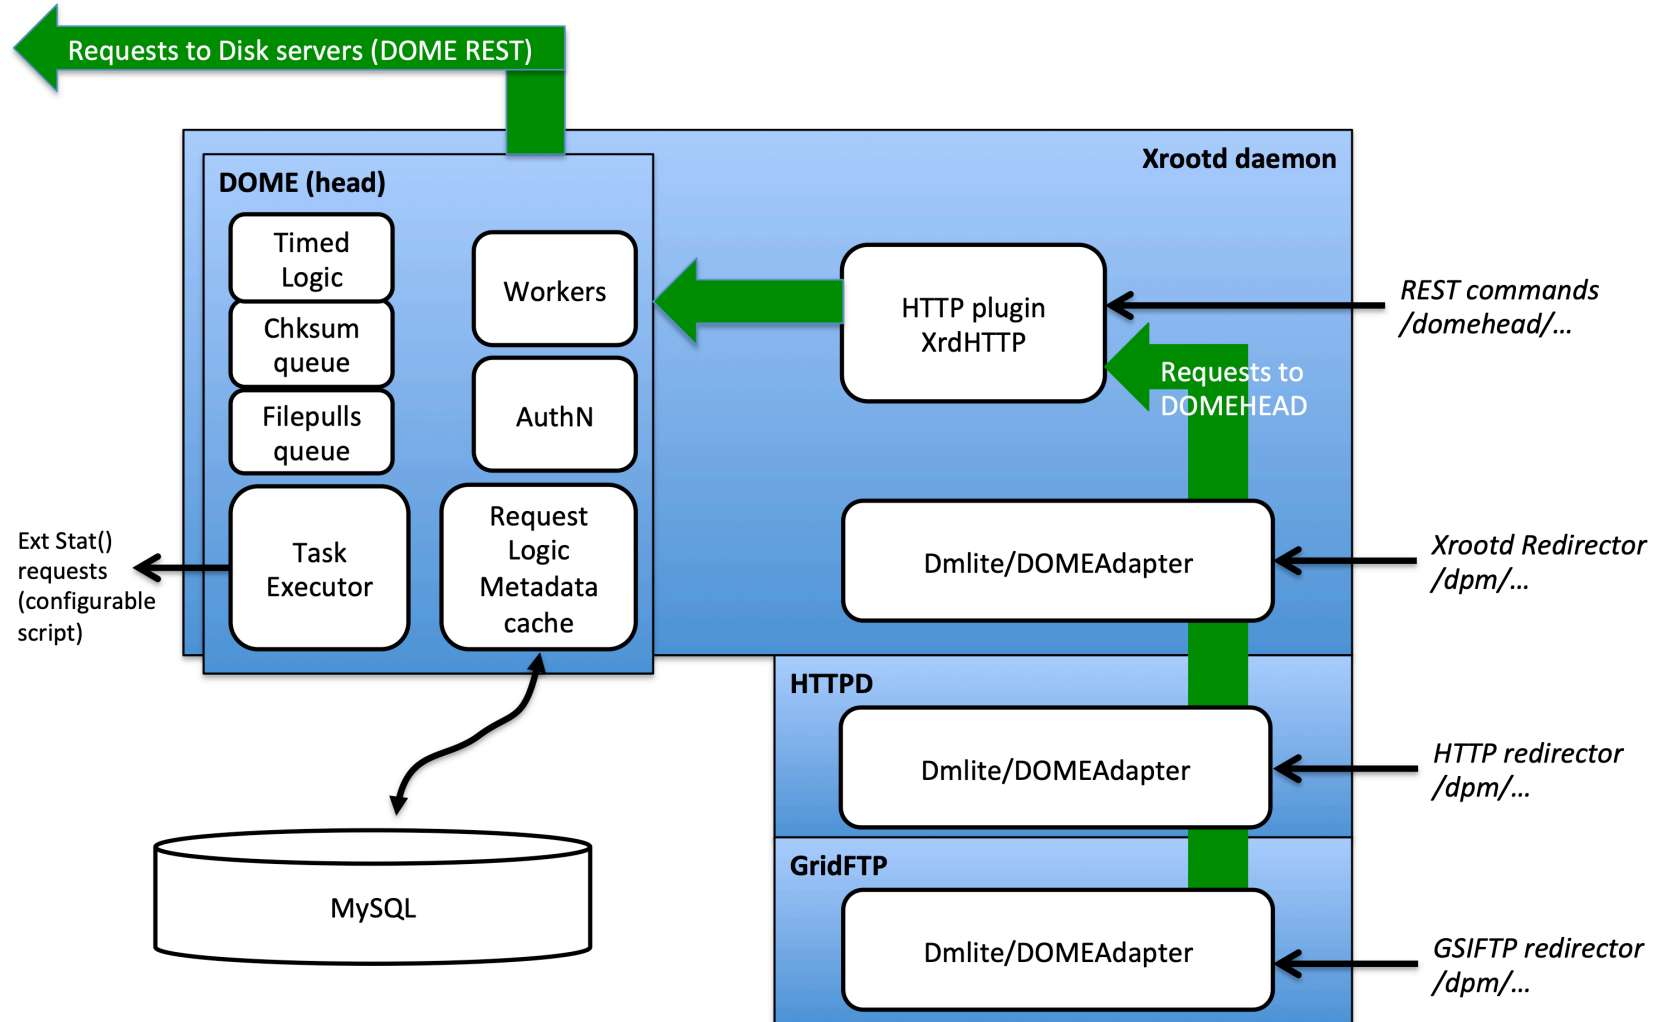 Requests to Disk servers (DOME REST)
Xrootd daemon
DOME (head)
Timed
Logic
Chksum
queue
Filepulls
queue
Workers
AuthN
Task
Executor
Request
Logic
Metadata
cache
HTTP plugin
XrdHTTP
REST commands
/domehead/...
Requests to
DOMEHEAD
Ext Stat()
requests
(configurable
script)
Dmlite/DOMEAdapter
Xrootd Redirector
/dpm/...
HTTPD
Dmlite/DOMEAdapter
HTTP redirector
/dpm/...
GridFTP
Dmlite/DOMEAdapter
GSIFTP redirector
/dpm/...
MySQL